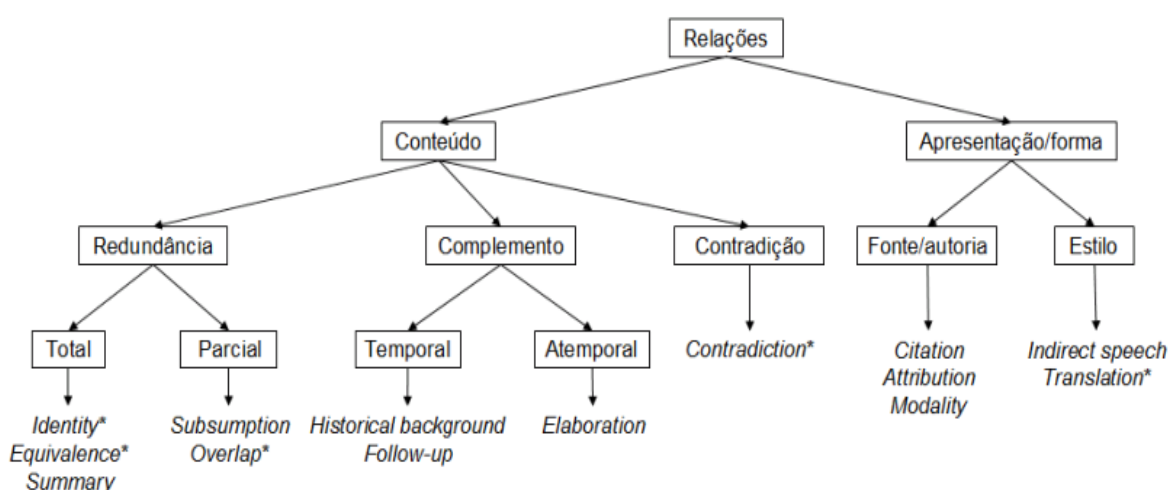 Relações
Conteúdo
Apresentação/forma
Redundância
Complemento
Contradição
Fonte/autoria
Estilo
Total
Parcial
Temporal
Atemporal
Contradiction*
Citation
Attribution
Modality
Indirect speech
Translation*
Identity*
Equivalence*
Summary
Subsumption
Overlap*
Historical background
Follow-up
Elaboration